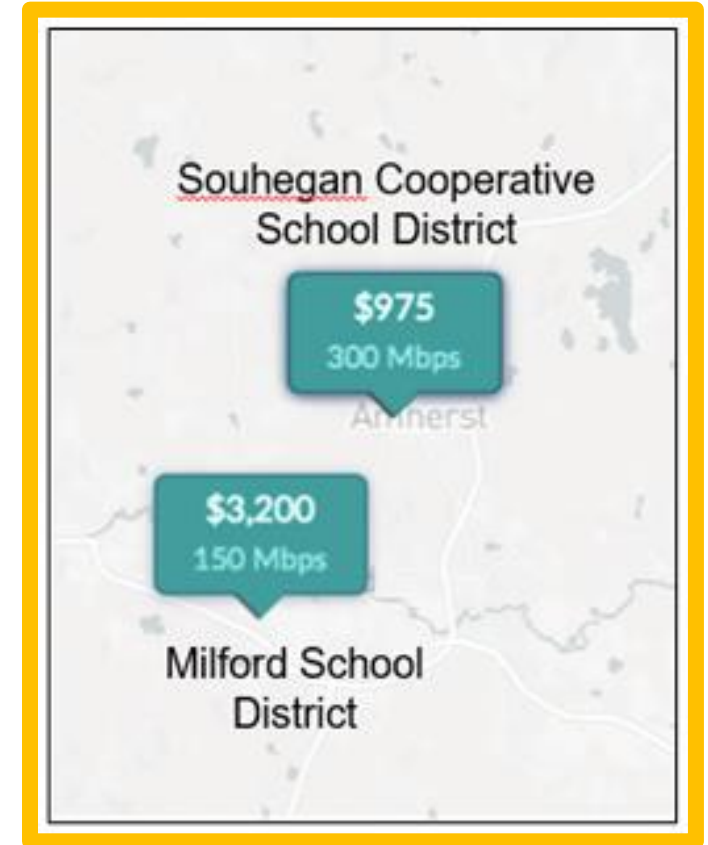 Souhegan Cooperative
School District
$975
300 Mbps
Amherst
$3,200
150 Mbps
Milford School
District